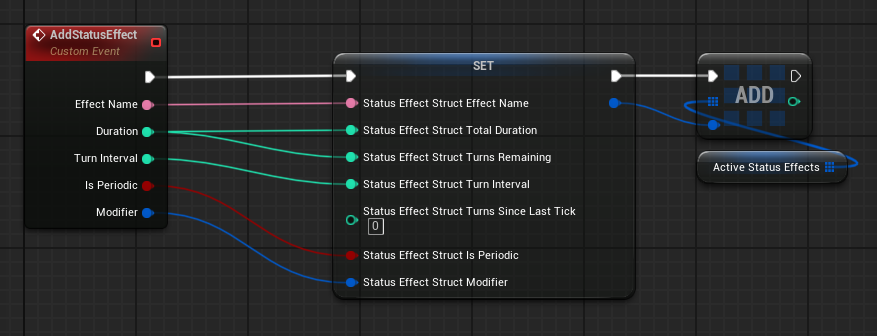 AddStatusEffect
Custom Event
Effect Name
Duration
Turn Interval
Is Periodic
Modifier
SET
Status Effect Struct Effect Name
Status Effect Struct Total Duration
Status Effect Struct Turns Remaining
Status Effect Struct Turn Interval
Status Effect Struct Turns Since Last Tick
0
Status Effect Struct Is Periodic
Status Effect Struct Modifier
ADD
Active Status Effects